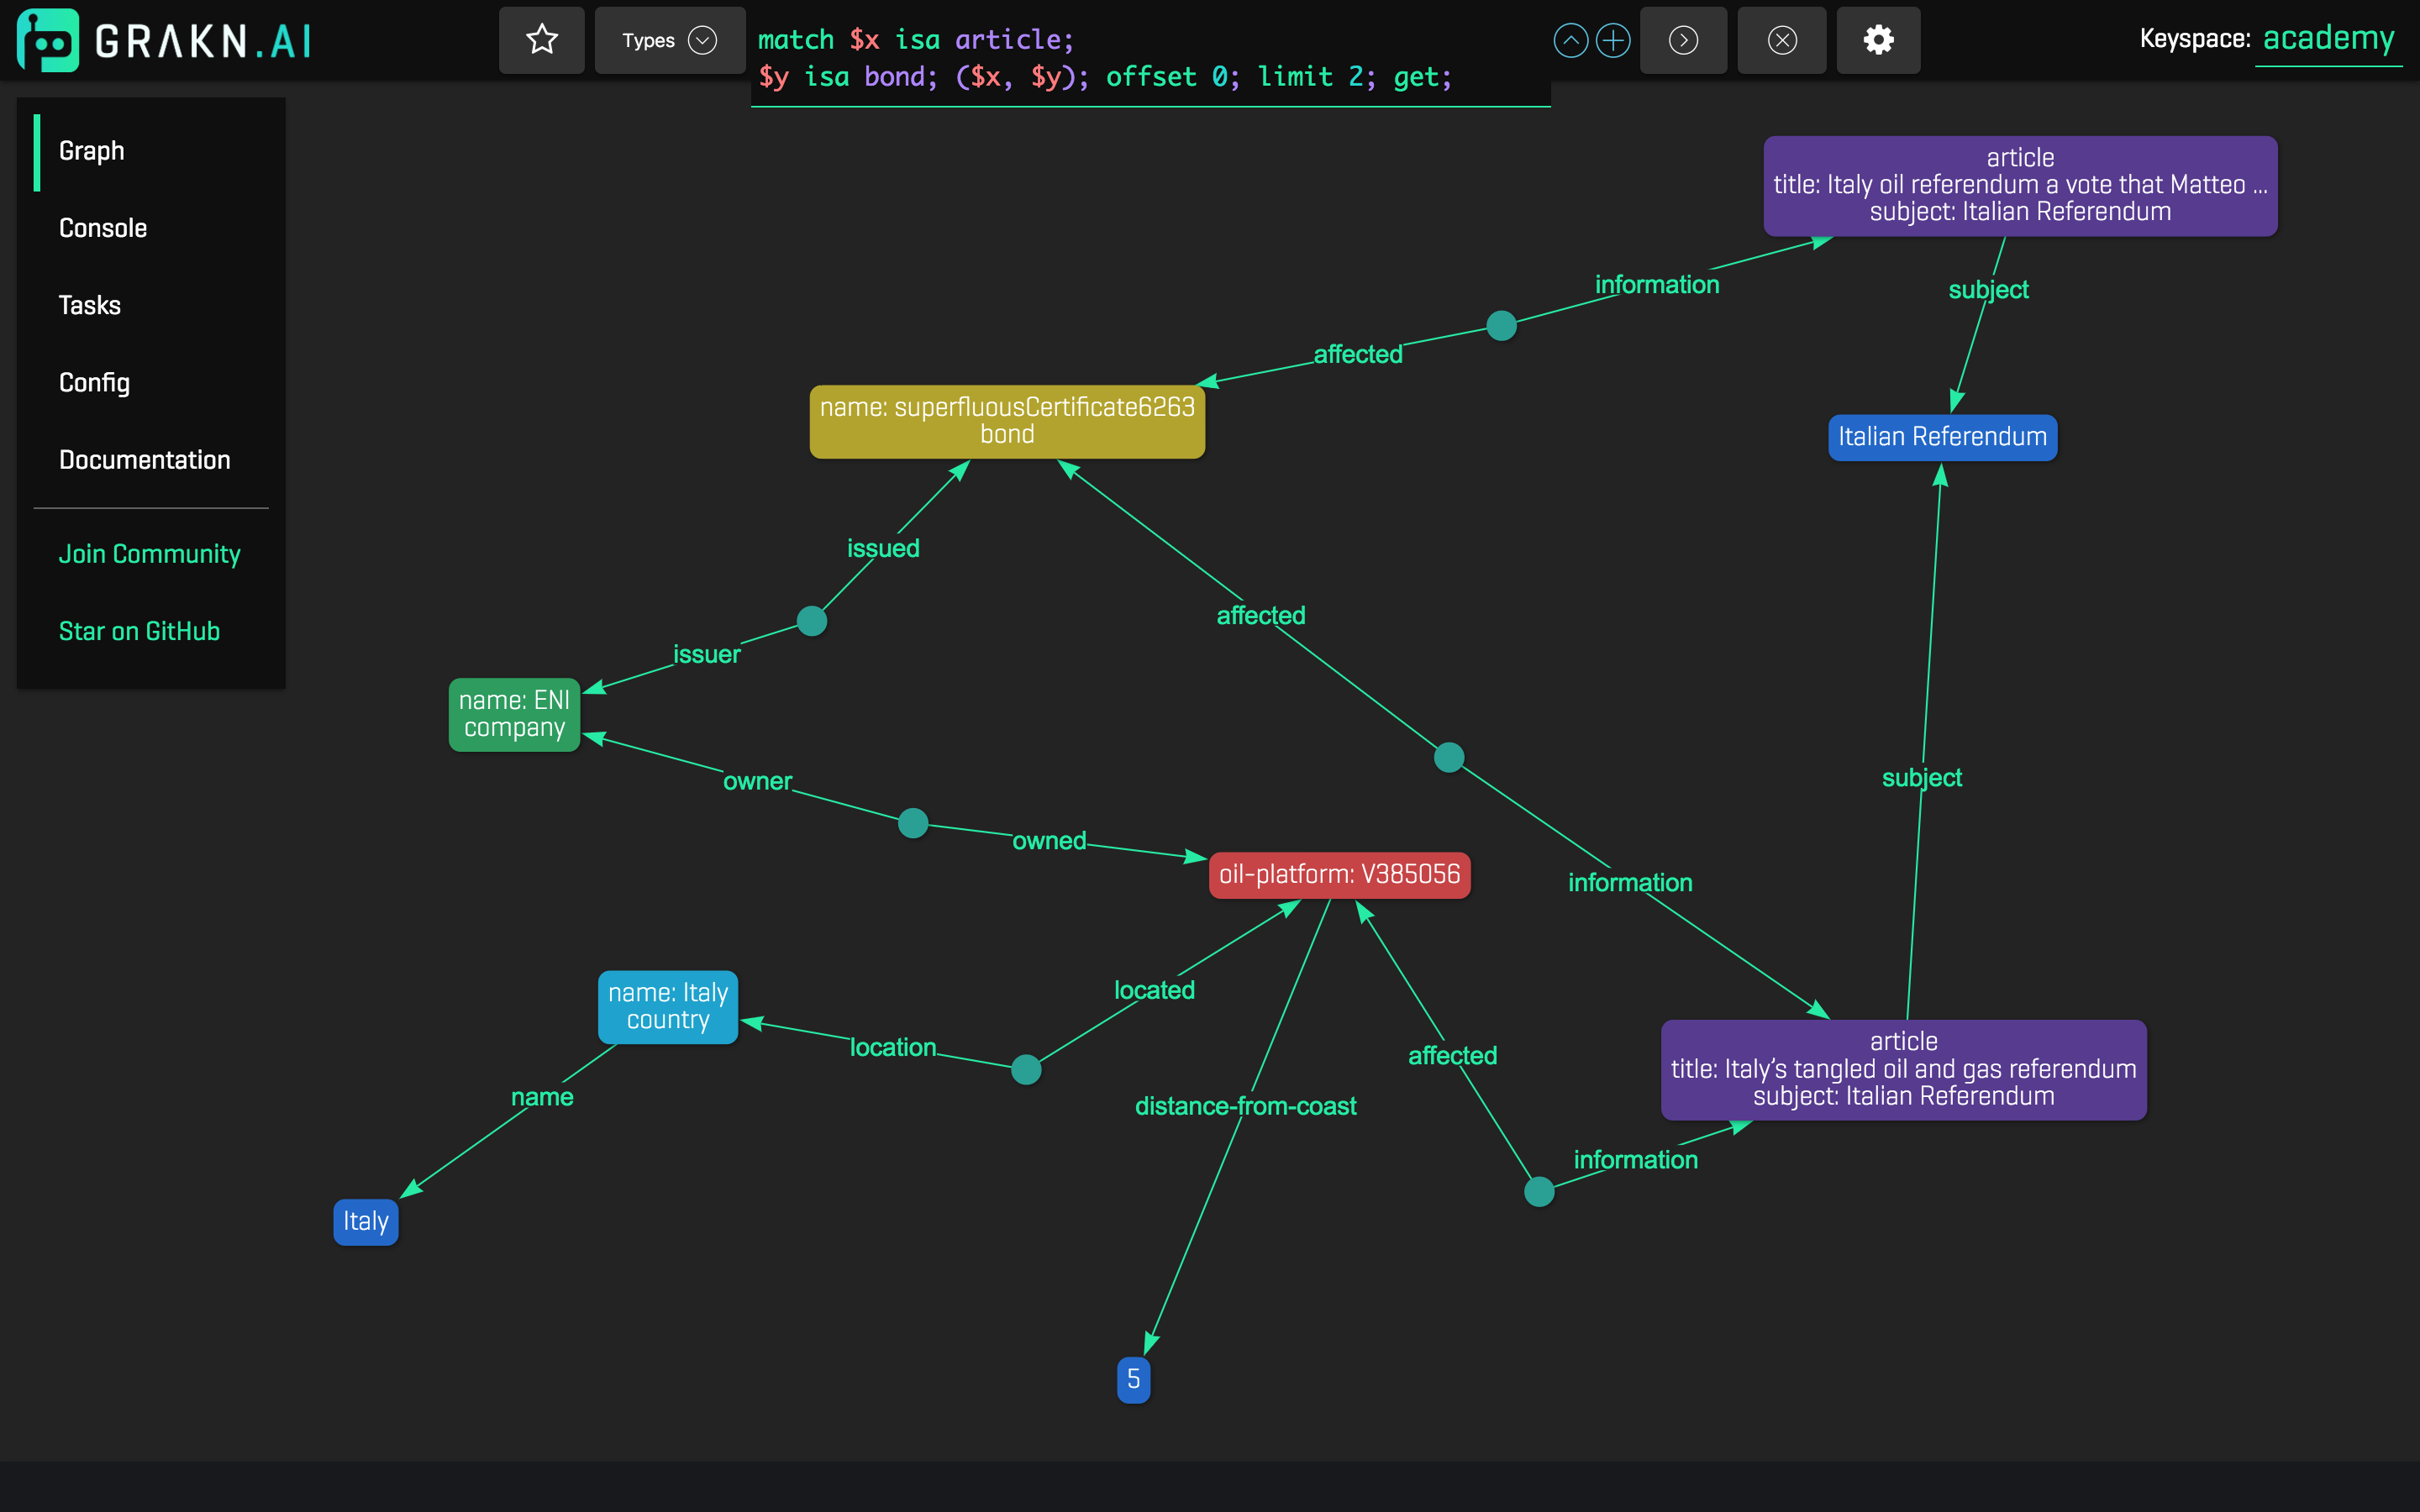 GRAKN.AI
Types
match $x isa article;
$y isa bond; ($x, $y); offset 0; limit 2; get;
Keyspace: academy
Graph
Console
Tasks
Config
Documentation
Join Community
Star on GitHub
article
title: Italy oil referendum a vote that Matteo ...
subject: Italian Referendum
information
subject
affected
name: superfluousCertificate6263
bond
Italian Referendum
issued
affected
issuer
name: ENI
company
owner
subject
owned
oil-platform: V385056
information
located
name: Italy
country
location
affected
article
title: Italy's tangled oil and gas referendum
subject: Italian Referendum
name
distance-from-coast
information
Italy
5